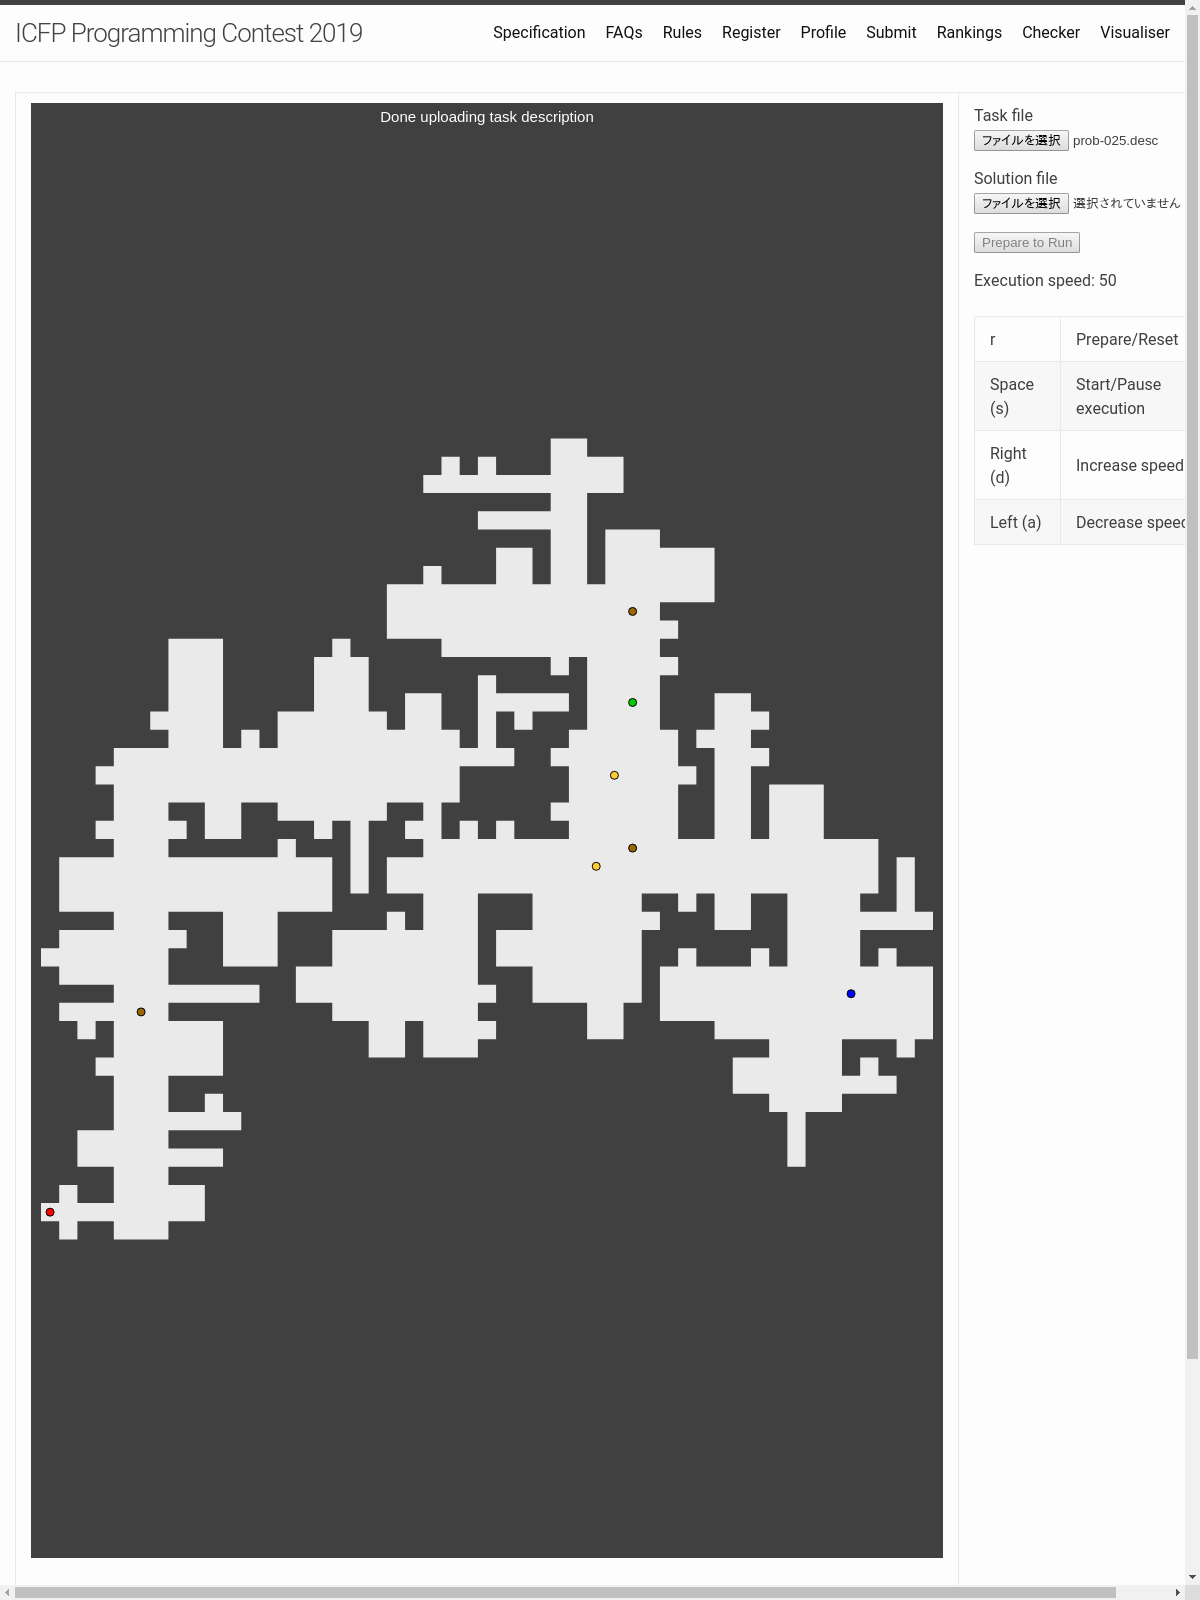 ICFP Programming Contest 2019
Specification FAQs Rules Register Profile Submit Rankings Checker Visualiser
Done uploading task description
Task file
ファイルを選択 prob-025.desc
Solution file
ファイルを選択 選択されていません
Prepare to Run
Execution speed: 50
r Prepare/Reset
Space (s) Start/Pause execution
Right (d) Increase speed
Left (a) Decrease speed